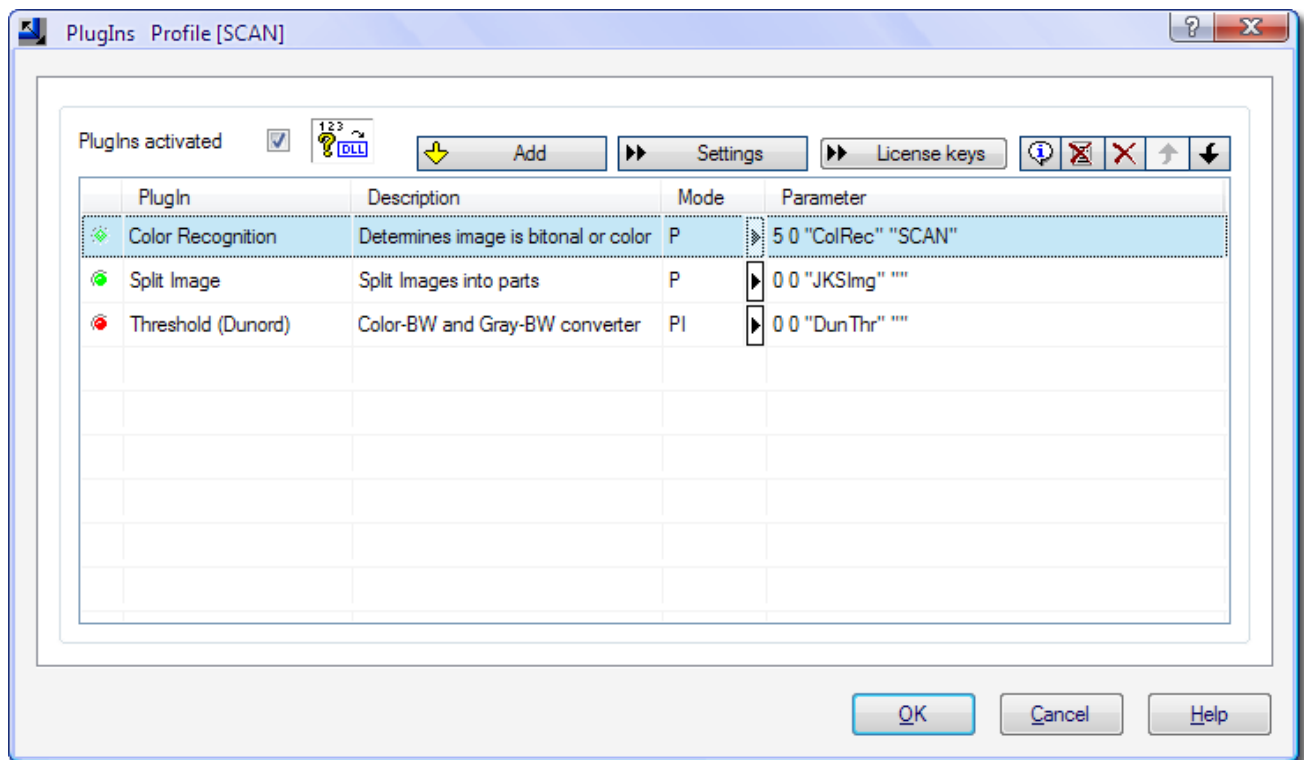 PlugIns Profile [SCAN]
PlugIns activated
123
DLL
Add
Settings
License keys
PlugIn Description Mode Parameter
Color Recognition Determines image is bitonal or color P 5 0 "ColRec" "SCAN"
Split Image Split Images into parts P 0 0 "JKSImg" ""
Threshold (Dunord) Color-BW and Gray-BW converter PI 0 0 "DunThr" ""
OK Cancel Help